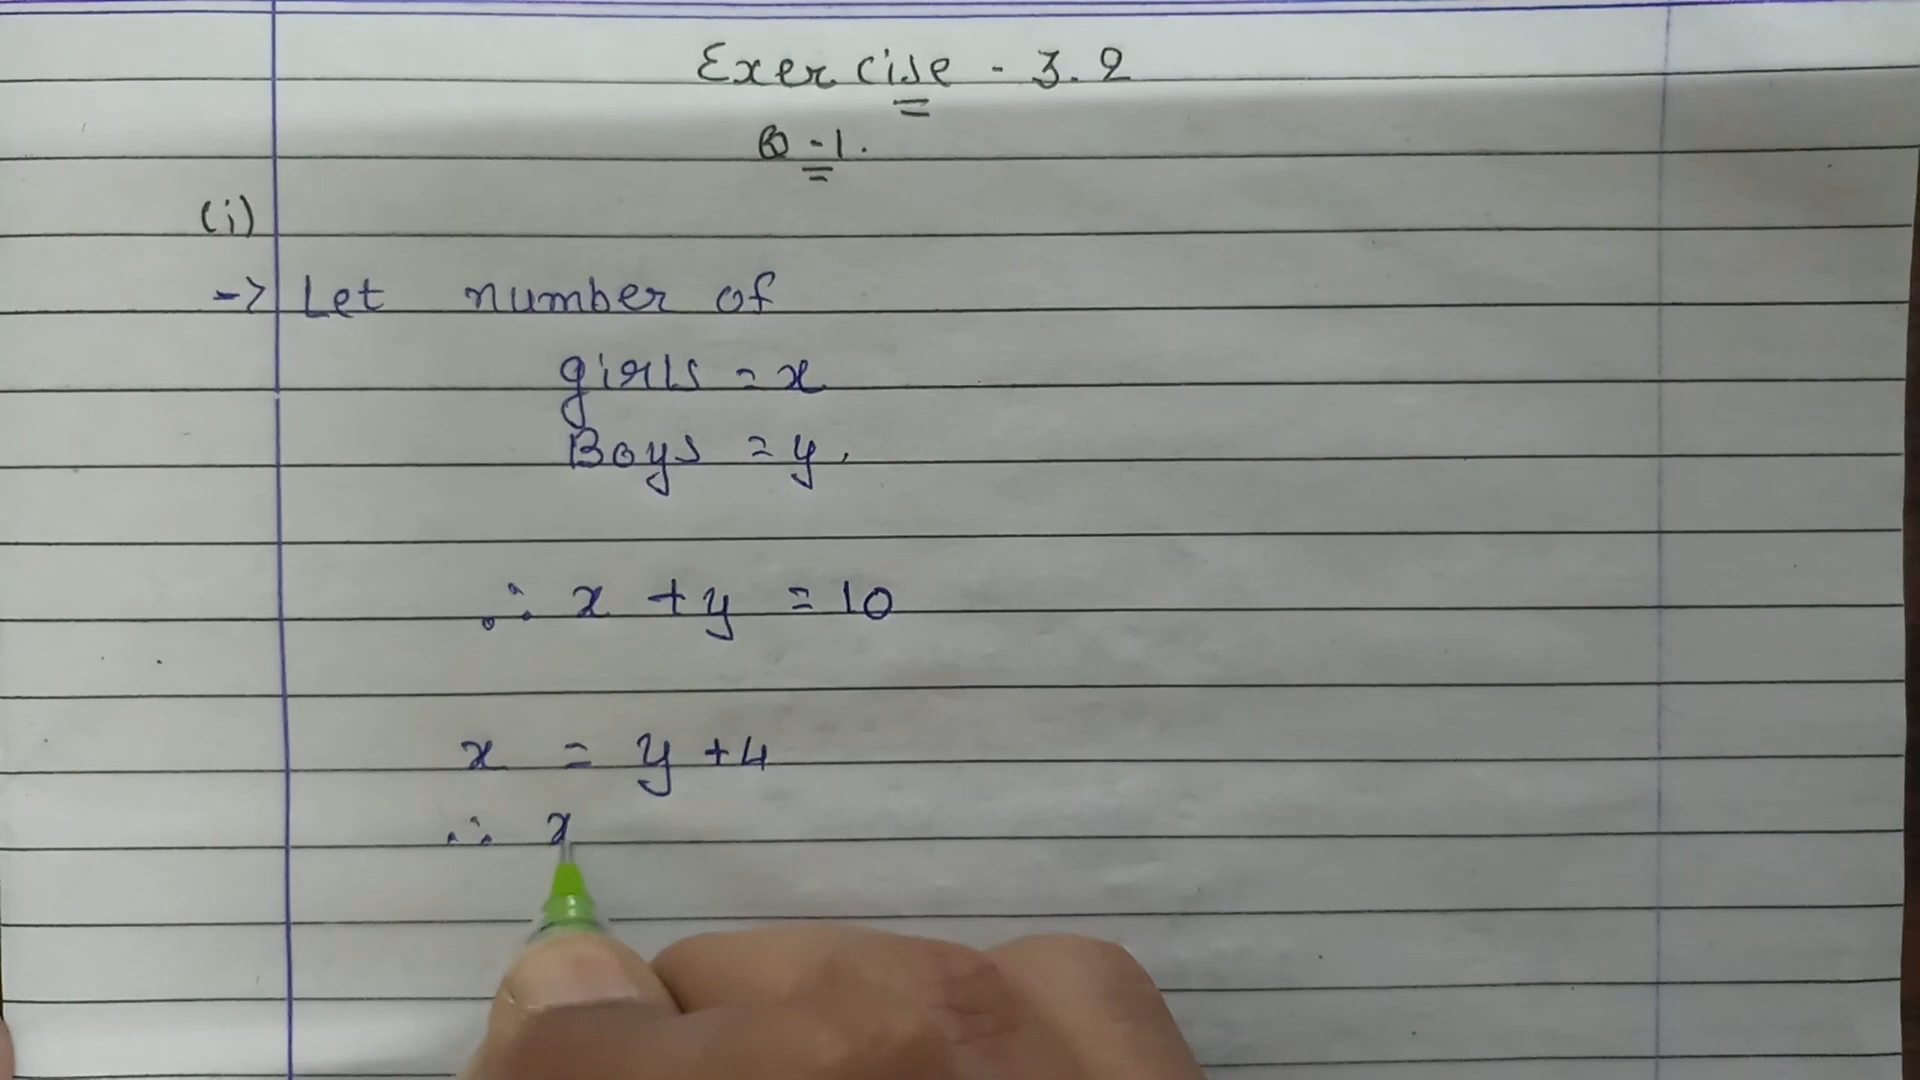 Exercise - 3.2
Q-1.
(i)
-> Let number of
girls = x
Boys = y.
∴ x + y = 10
x = y + 4
∴ x